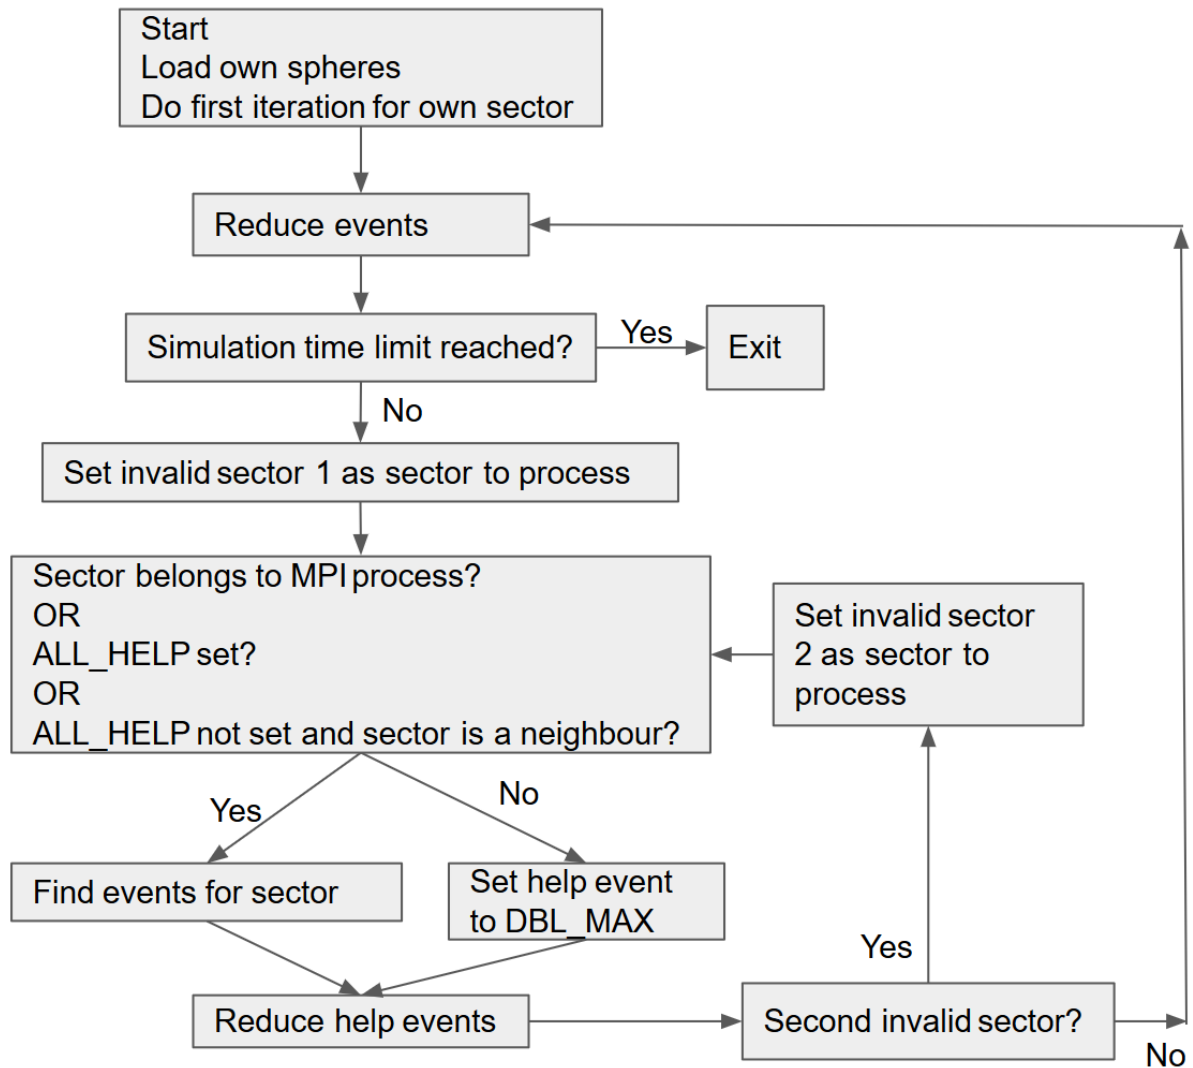 Start
Load own spheres
Do first iteration for own sector
Reduce events
Simulation time limit reached?
Yes
Exit
No
Set invalid sector 1 as sector to process
Sector belongs to MPI process?
OR
ALL_HELP set?
OR
ALL_HELP not set and sector is a neighbour?
Set invalid sector
2 as sector to
process
Yes
No
Find events for sector
Set help event
to DBL_MAX
Yes
Reduce help events
Second invalid sector?
No